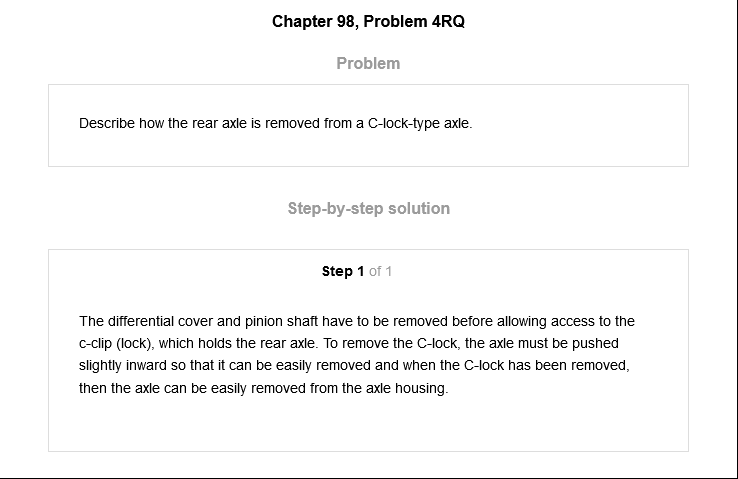 Chapter 98, Problem 4RQ
Problem
Describe how the rear axle is removed from a C-lock-type axle.
Step-by-step solution
Step 1 of 1
The differential cover and pinion shaft have to be removed before allowing access to the
c-clip (lock), which holds the rear axle. To remove the C-lock, the axle must be pushed
slightly inward so that it can be easily removed and when the C-lock has been removed,
then the axle can be easily removed from the axle housing.